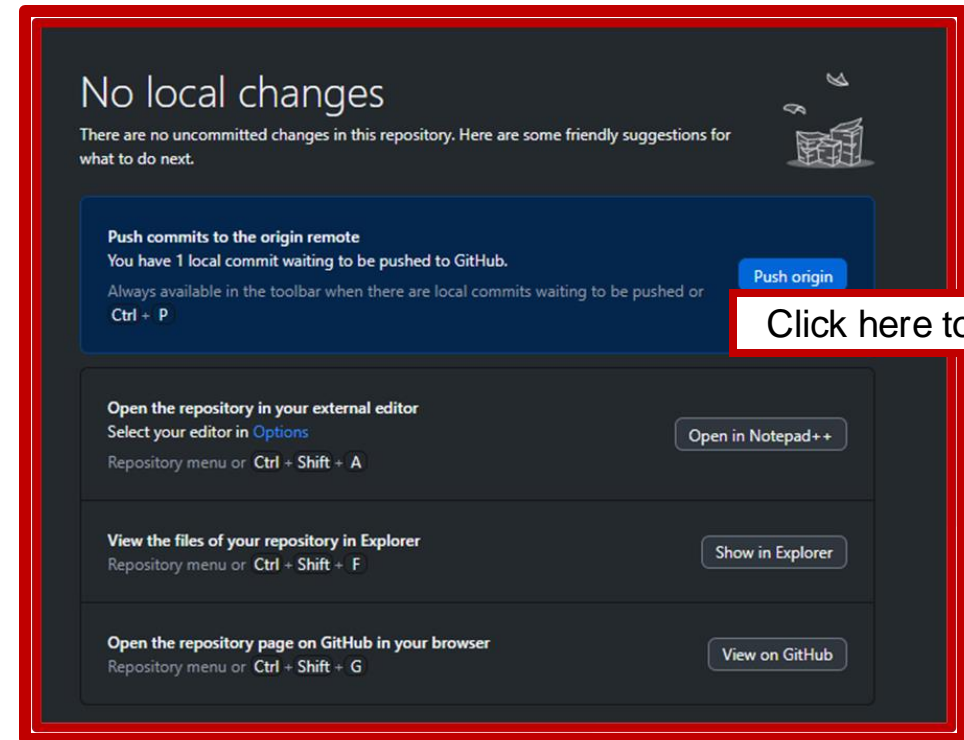 No local changes
There are no uncommitted changes in this repository. Here are some friendly suggestions for
what to do next.
Push commits to the origin remote
You have 1 local commit waiting to be pushed to GitHub.
Always available in the toolbar when there are local commits waiting to be pushed or
Ctrl + P
Push origin
Click here to
Open the repository in your external editor
Select your editor in Options
Repository menu or Ctrl + Shift + A
Open in Notepad++
View the files of your repository in Explorer
Repository menu or Ctrl + Shift + F
Show in Explorer
Open the repository page on GitHub in your browser
Repository menu or Ctrl + Shift + G
View on GitHub